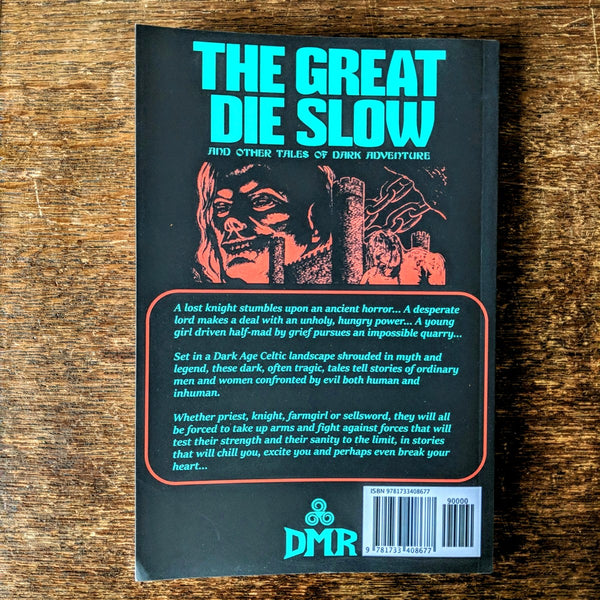 THE GREAT
DIE SLOW
AND OTHER TALES OF DARK ADVENTURE
A lost knight stumbles upon an ancient horror... A desperate
lord makes a deal with an unholy, hungry power... A young
girl driven half-mad by grief pursues an impossible quarry...
Set in a Dark Age Celtic landscape shrouded in myth and
legend, these dark, often tragic, tales tell stories of ordinary
men and women confronted by evil both human and
inhuman.
Whether priest, knight, farmgirl or sellsword, they will all
be forced to take up arms and fight against forces that will
test their strength and their sanity to the limit, in stories
that will chill you, excite you and perhaps even break your
heart...
DMR
ISBN 9781733408677
90000
9 781733 408677